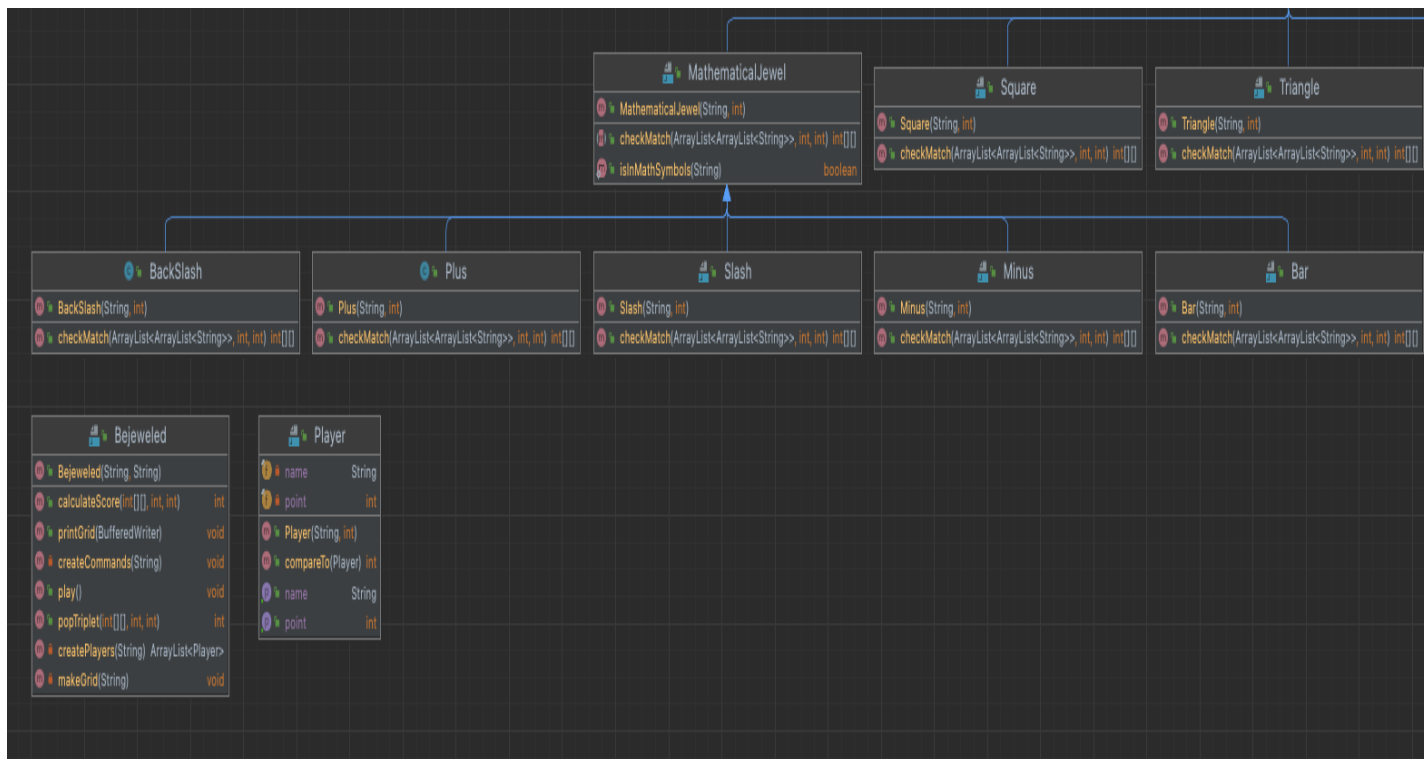 MathematicalJewel
MathematicalJewel(String, int)
checkMatch(ArrayList<ArrayList<String>>, int, int) int[][]
isInMathSymbols(String) boolean
Square
Square(String, int)
checkMatch(ArrayList<ArrayList<String>>, int, int) int[][]
Triangle
Triangle(String, int)
checkMatch(ArrayList<ArrayList<String>>, int, int) int[][]
BackSlash
BackSlash(String, int)
checkMatch(ArrayList<ArrayList<String>>, int, int) int[][]
Plus
Plus(String, int)
checkMatch(ArrayList<ArrayList<String>>, int, int) int[][]
Slash
Slash(String, int)
checkMatch(ArrayList<ArrayList<String>>, int, int) int[][]
Minus
Minus(String, int)
checkMatch(ArrayList<ArrayList<String>>, int, int) int[][]
Bar
Bar(String, int)
checkMatch(ArrayList<ArrayList<String>>, int, int) int[][]
Bejeweled
Bejeweled(String, String)
calculateScore(int[][], int, int) int
printGrid(BufferedWriter) void
createCommands(String) void
play() void
popTriplet(int[][], int, int) int
createPlayers(String) ArrayList<Player>
makeGrid(String) void
Player
name String
point int
Player(String, int)
compareTo(Player) int
name String
point int